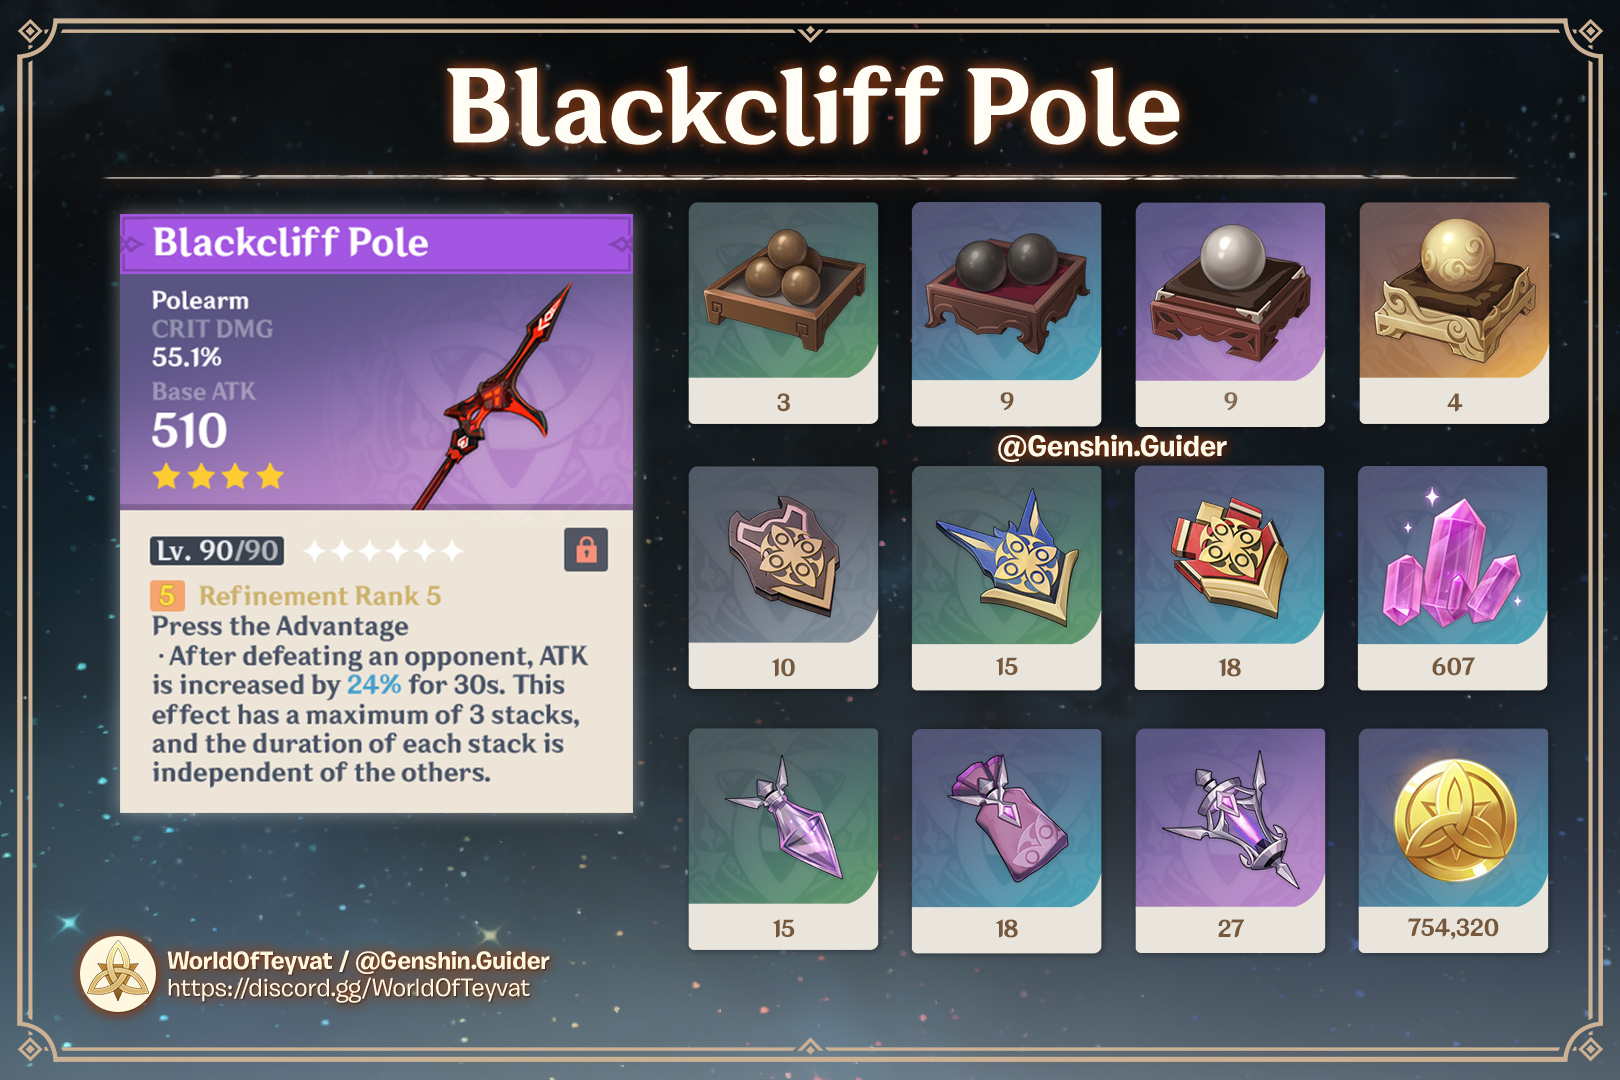 Blackcliff Pole
Blackcliff Pole
Polearm
CRIT DMG
55.1%
Base ATK
510
Lv. 90/90
5 Refinement Rank 5
Press the Advantage
· After defeating an opponent, ATK
is increased by 24% for 30s. This
effect has a maximum of 3 stacks,
and the duration of each stack is
independent of the others.
3
9
9
4
@Genshin.Guider
10
15
18
607
15
18
27
754,320
WorldOfTeyvat / @Genshin.Guider
https://discord.gg/WorldOfTeyvat